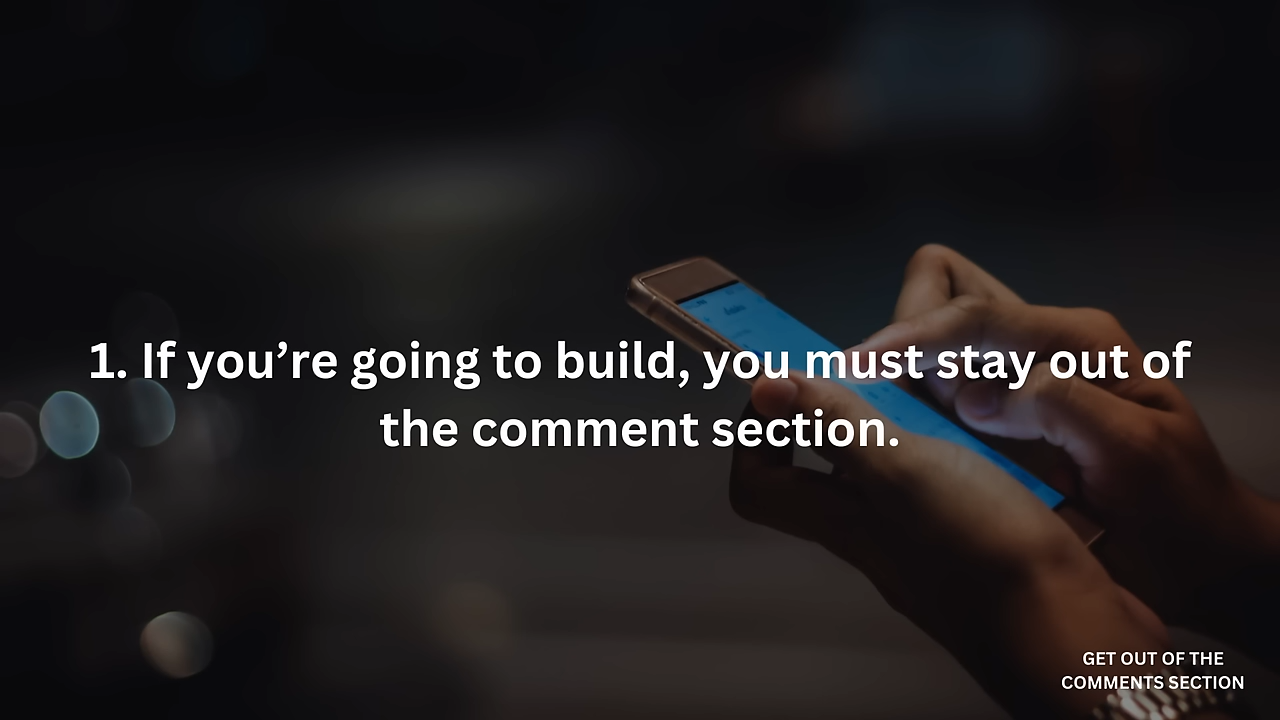 1. If you’re going to build, you must stay out of
the comment section.
GET OUT OF THE
COMMENTS SECTION